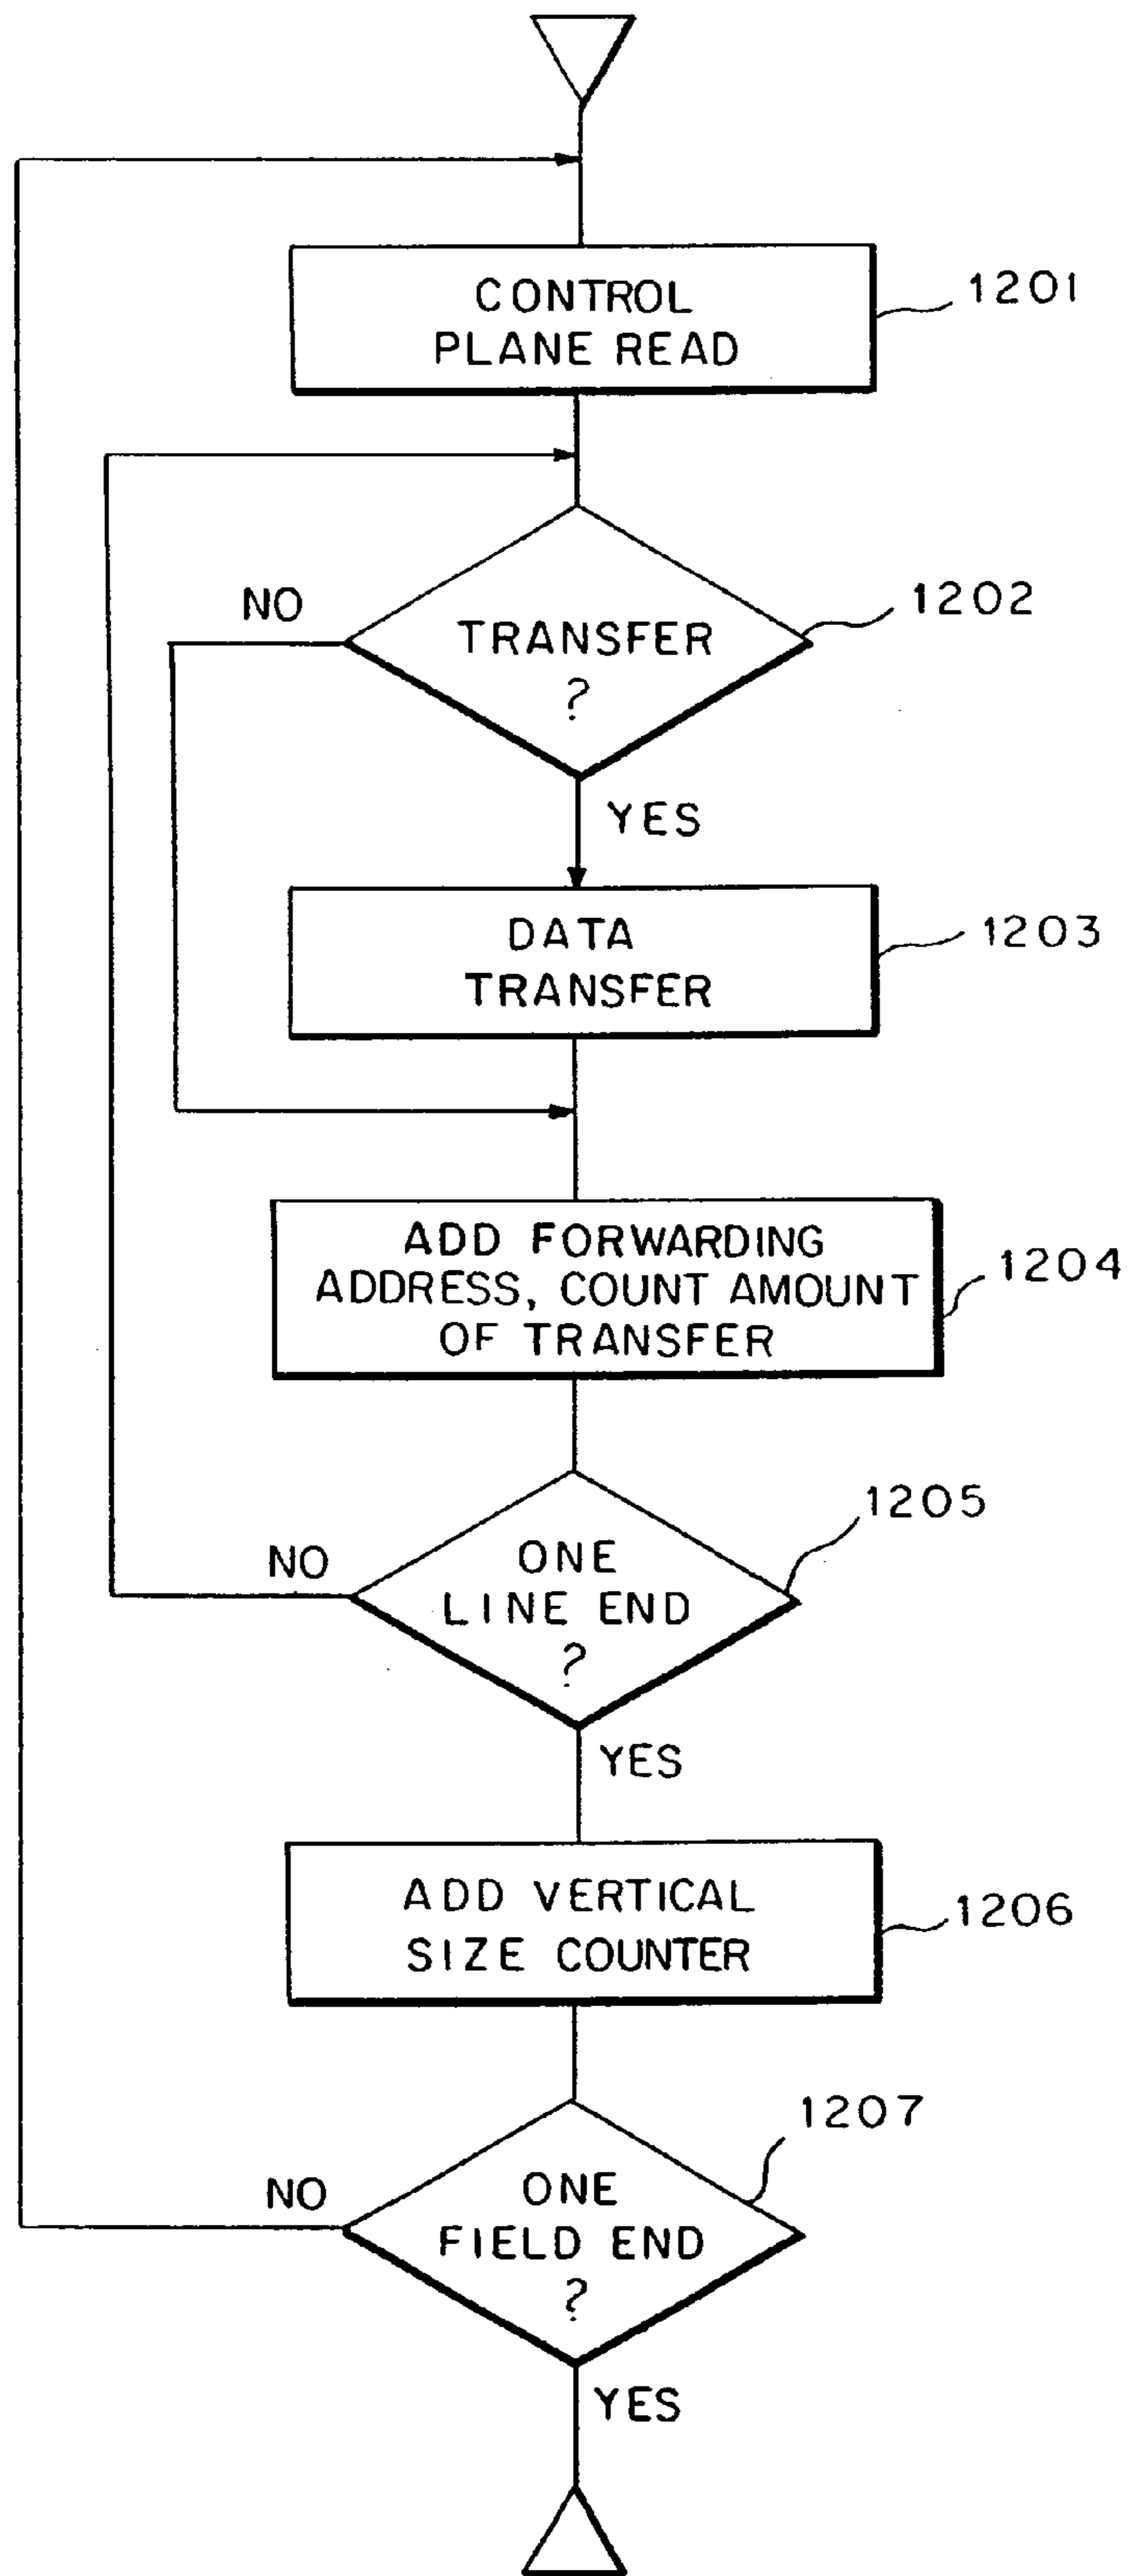 CONTROL
PLANE READ
1201
NO
TRANSFER
?
1202
YES
DATA
TRANSFER
1203
ADD FORWARDING
ADDRESS, COUNT AMOUNT
OF TRANSFER
1204
1205
NO
ONE
LINE END
?
YES
ADD VERTICAL
SIZE COUNTER
1206
1207
NO
ONE
FIELD END
?
YES